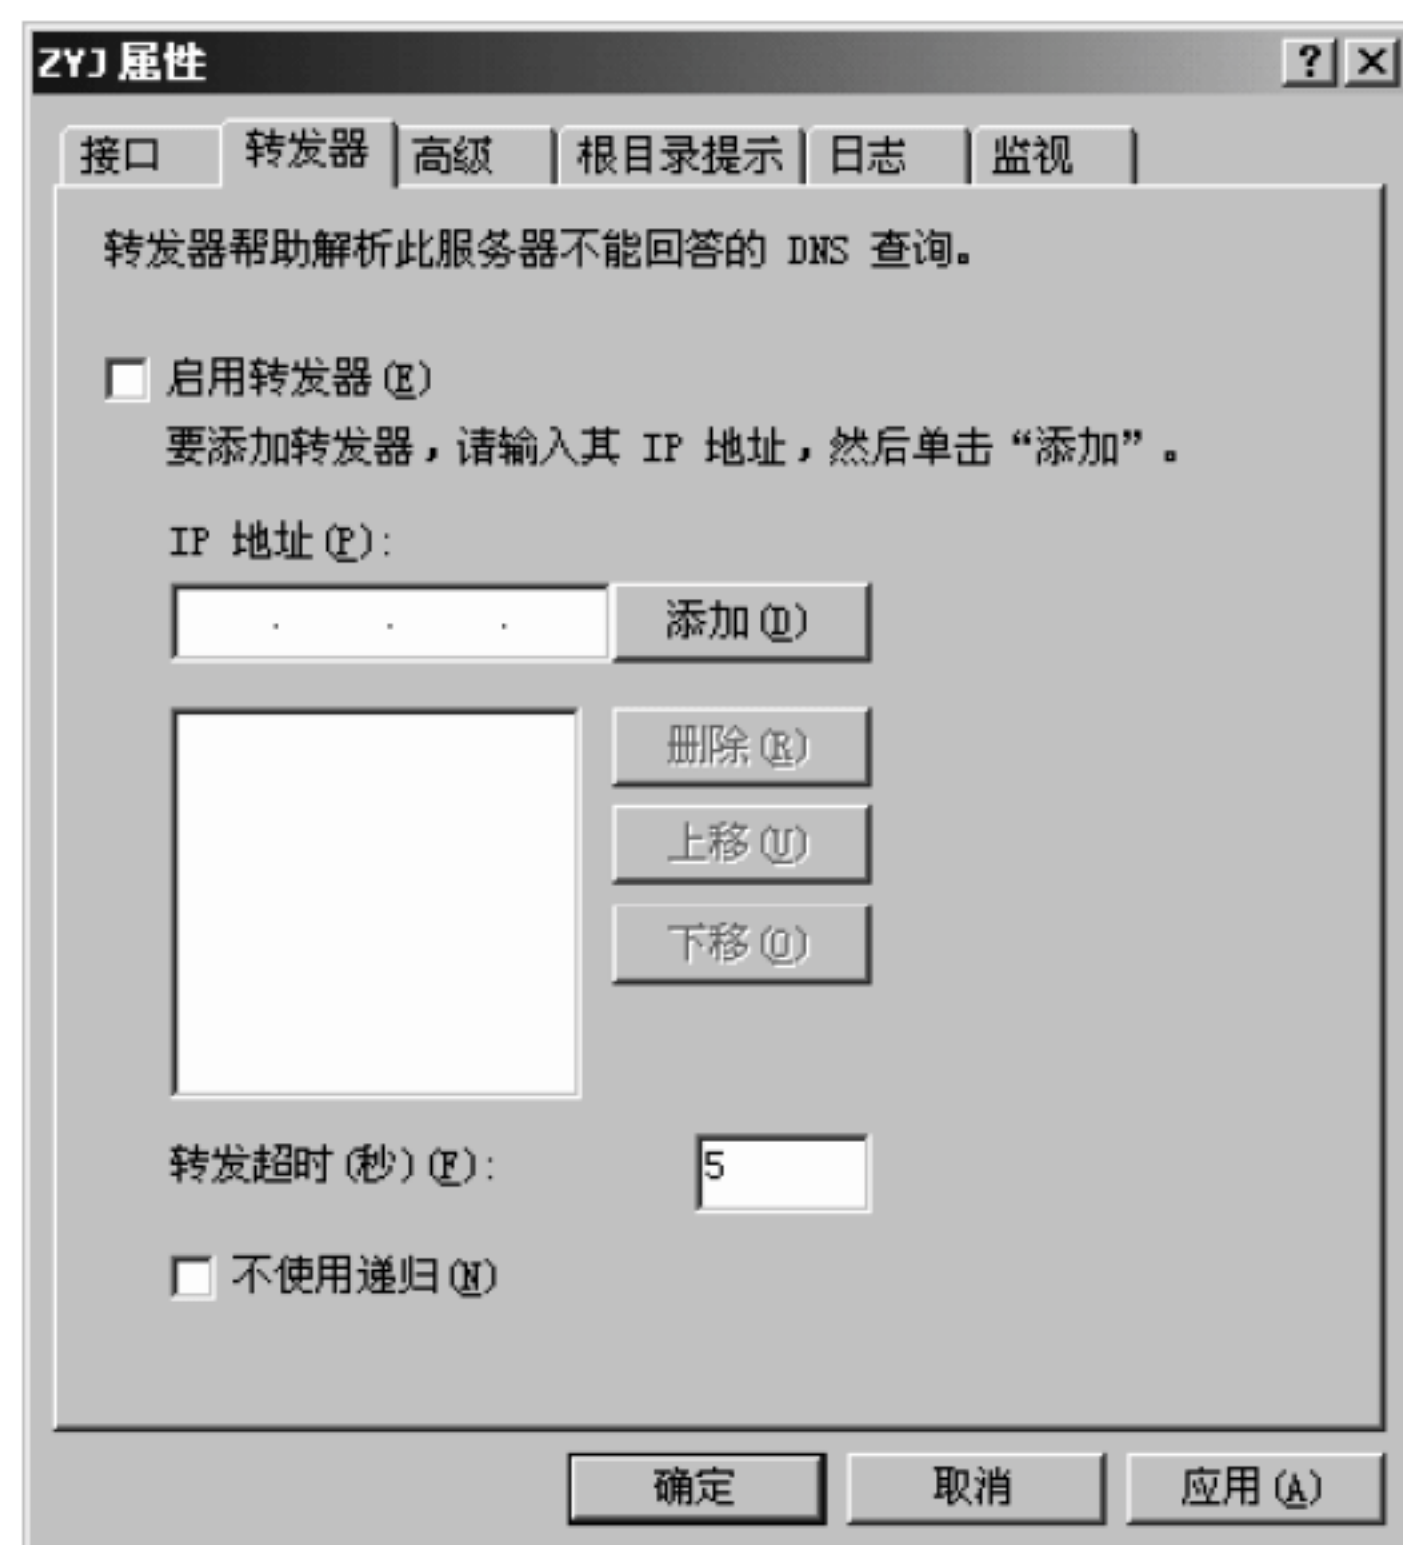 ZYJ 属性
接口 转发器 高级 根目录提示 日志 监视
转发器帮助解析此服务器不能回答的 DNS 查询。
启用转发器(E)
要添加转发器，请输入其 IP 地址，然后单击“添加”。
IP 地址(P):
添加(D)
删除(R)
上移(U)
下移(O)
转发超时(秒)(F): 5
不使用递归(N)
确定 取消 应用(A)